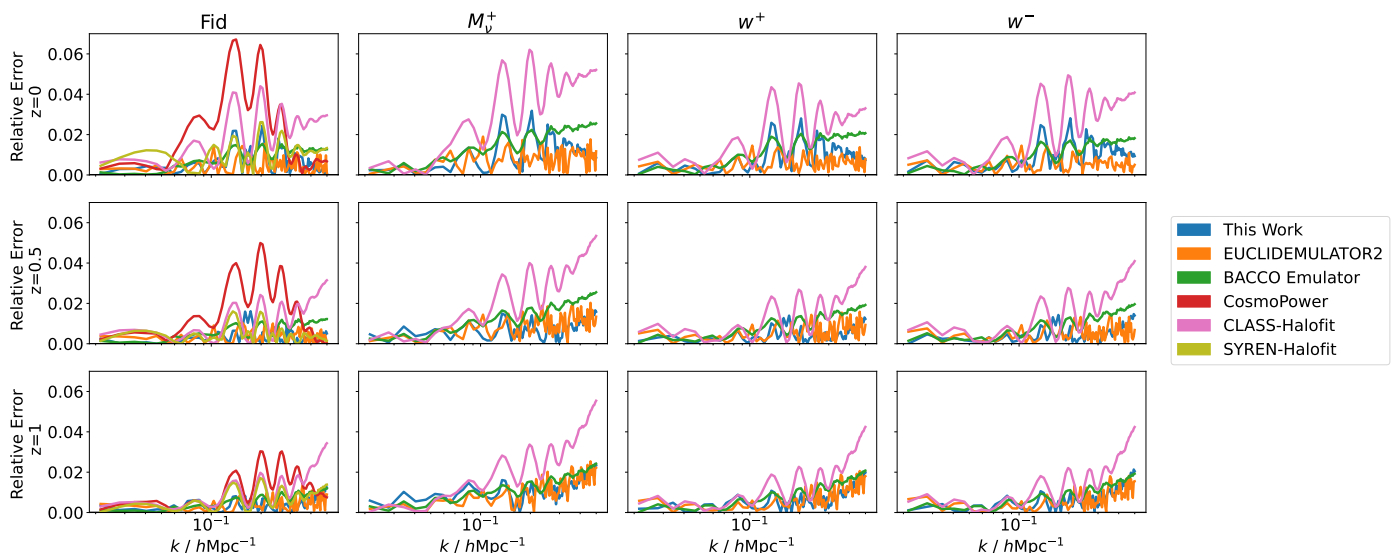 Fid
M_ν^+
w^+
w^−
Relative Error
z=0
0.06
0.04
0.02
0.00
Relative Error
z=0.5
0.06
0.04
0.02
0.00
Relative Error
z=1
0.06
0.04
0.02
0.00
10^−1
10^−1
10^−1
10^−1
k / hMpc^−1
k / hMpc^−1
k / hMpc^−1
k / hMpc^−1
This Work
EUCLIDEMULATOR2
BACCO Emulator
CosmoPower
CLASS-Halofit
SYREN-Halofit